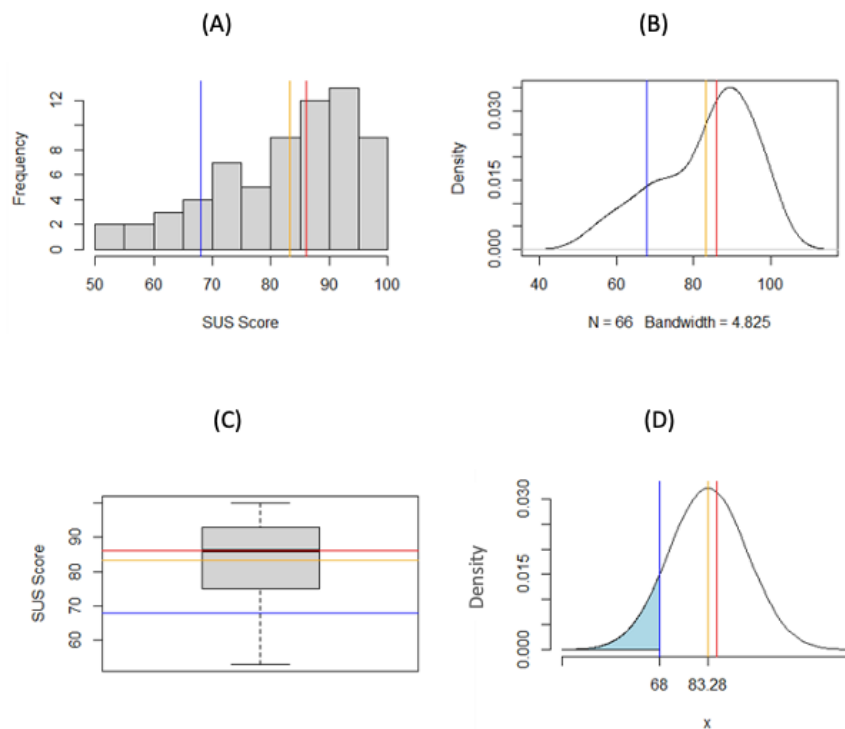 (A)
Frequency
12
8
6
4
2
0
50
60
70
80
90
100
SUS Score
(B)
Density
0.030
0.015
0.000
40
60
80
100
N = 66 Bandwidth = 4.825
(C)
SUS Score
90
80
70
60
(D)
Density
0.030
0.015
0.000
68
83.28
x